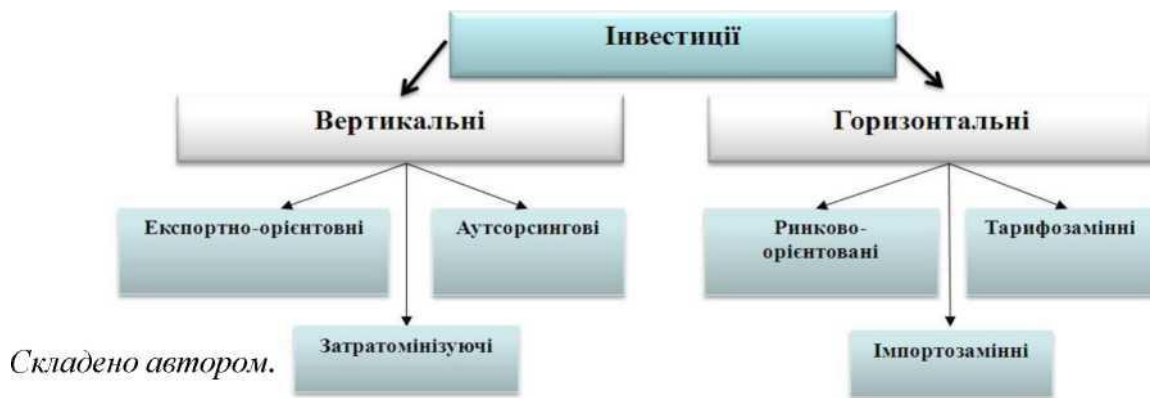 Інвестиції
Вертикальні
Горизонтальні
Експортно-орієнтовні
Аутсорсингові
Ринково-
орієнтовані
Тарифозамінні
Затратомінізуючі
Імпортозамінні
Складено автором.